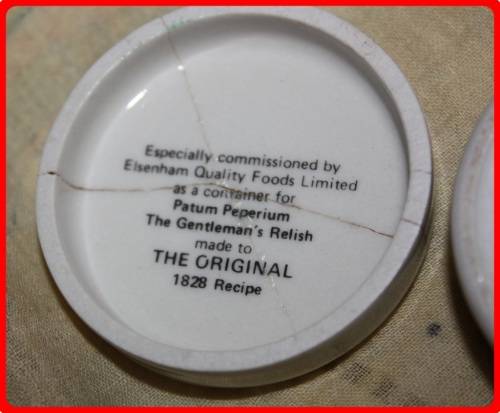 Especially commissioned by
Elsenham Quality Foods Limited
as a container for
Patum Peperium
The Gentleman's Relish
made to
THE ORIGINAL
1828 Recipe